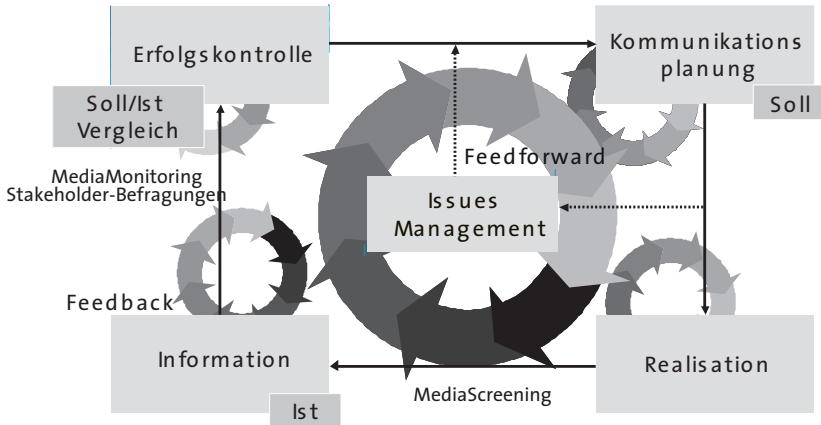 Erfolgskontrolle
Kommunikations
planung
Soll/Ist
Vergleich
Soll
MediaMonitoring
Stakeholder-Befragungen
Feedforward
Issues
Management
Feedback
Information
Realisation
MediaScreening
Ist